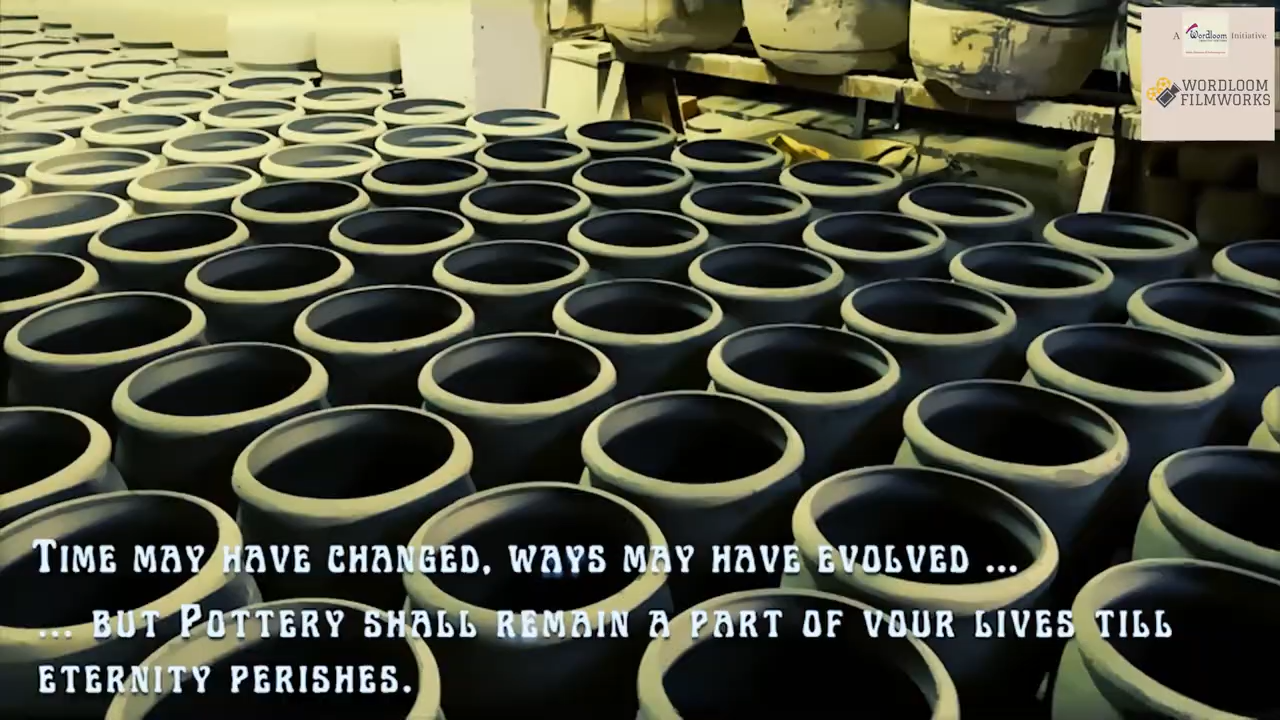 A Wordloom Initiative
WORDLOOM
FILMWORKS
TIME MAY HAVE CHANGED, WAYS MAY HAVE EVOLVED ...
... BUT POTTERY SHALL REMAIN A PART OF YOUR LIVES TILL
ETERNITY PERISHES.